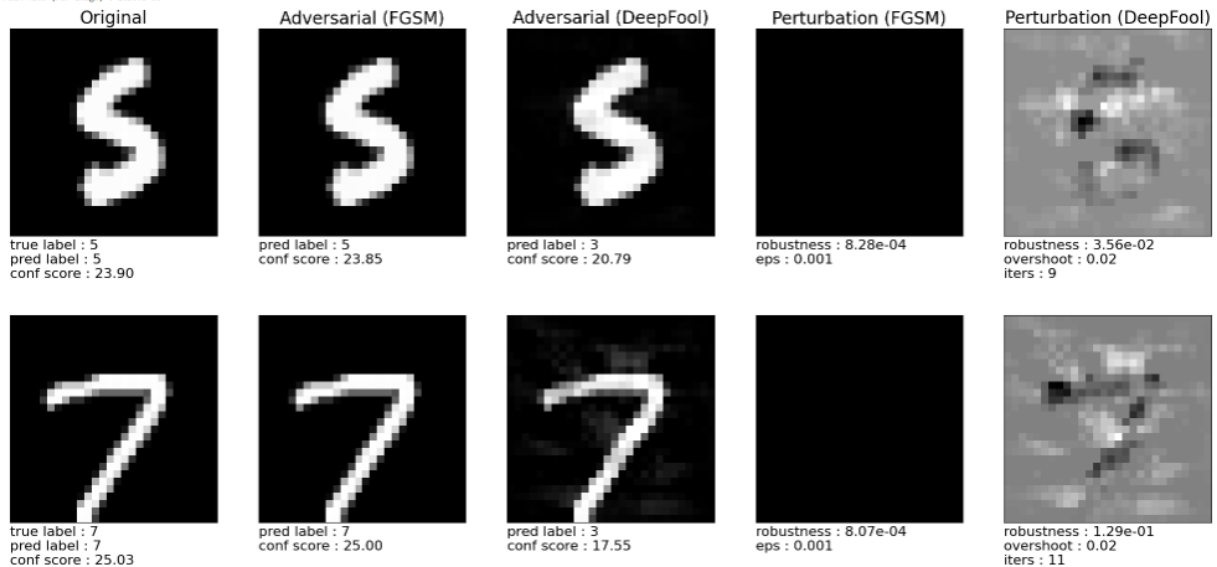 Original Adversarial (FGSM) Adversarial (DeepFool) Perturbation (FGSM) Perturbation (DeepFool)
true label : 5
pred label : 5
conf score : 23.90
pred label : 5
conf score : 23.85
pred label : 3
conf score : 20.79
robustness : 8.28e-04
eps : 0.001
robustness : 3.56e-02
overshoot : 0.02
iters : 9
true label : 7
pred label : 7
conf score : 25.03
pred label : 7
conf score : 25.00
pred label : 3
conf score : 17.55
robustness : 8.07e-04
eps : 0.001
robustness : 1.29e-01
overshoot : 0.02
iters : 11